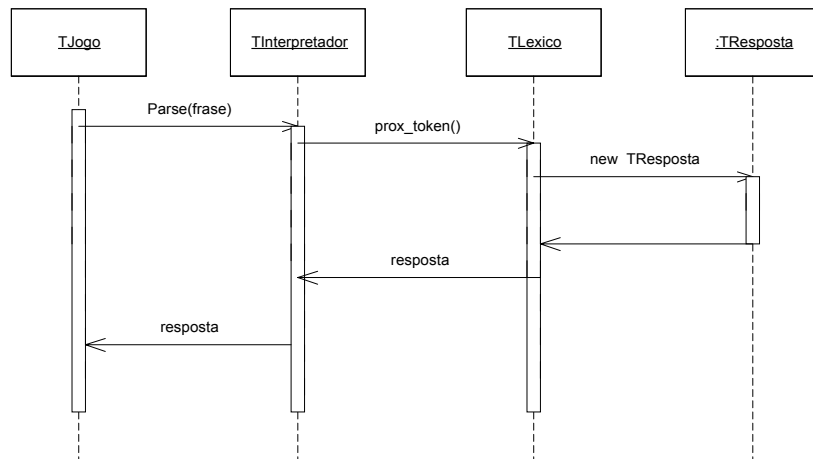 TJogo
TInterpretador
TLexico
:TResposta
Parse(frase)
prox_token()
new TResposta
resposta
resposta